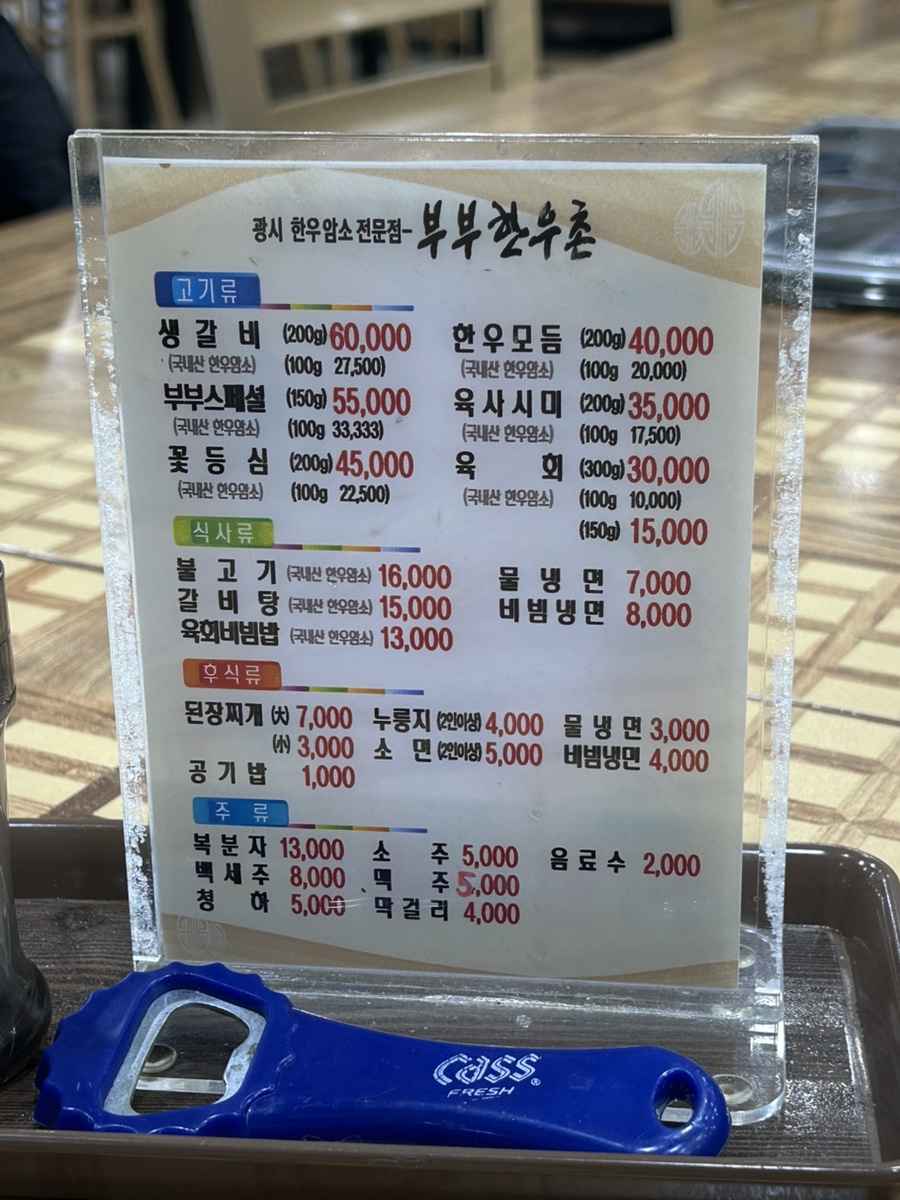 광시 한우암소 전문점- 부부한우촌
고기류
생갈비 (200g) 60,000
(국내산 한우암소) (100g 27,500)
부부스페셜 (150g) 55,000
(국내산 한우암소) (100g 33,333)
꽃등심 (200g) 45,000
(국내산 한우암소) (100g 22,500)
한우모듬 (200g) 40,000
(국내산 한우암소) (100g 20,000)
육사시미 (200g) 35,000
(국내산 한우암소) (100g 17,500)
육회 (300g) 30,000
(국내산 한우암소) (100g 10,000)
(150g) 15,000
식사류
불고기 (국내산 한우암소) 16,000
갈비탕 (국내산 한우암소) 15,000
육회비빔밥 (국내산 한우암소) 13,000
물냉면 7,000
비빔냉면 8,000
후식류
된장찌개 (大) 7,000
(小) 3,000
공기밥 1,000
누룽지 (2인이상) 4,000
소면 (2인이상) 5,000
물냉면 3,000
비빔냉면 4,000
주류
복분자 13,000
백세주 8,000
청하 5,000
소주 5,000
맥주 5,000
막걸리 4,000
음료수 2,000
Cass
FRESH